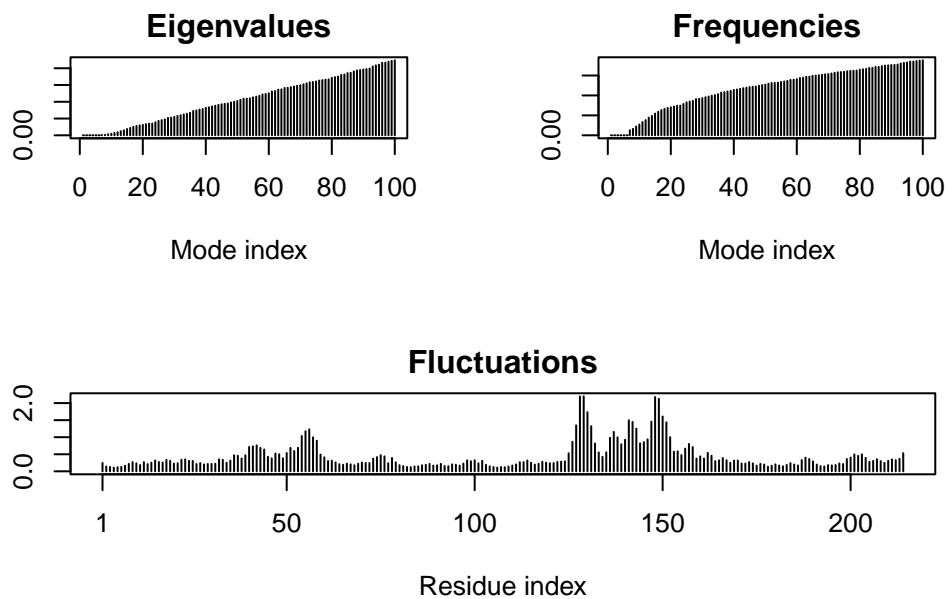 Eigenvalues
0.00
0 20 40 60 80 100
Mode index
Frequencies
0.00
0 20 40 60 80 100
Mode index
Fluctuations
2.0
0.0
1 50 100 150 200
Residue index